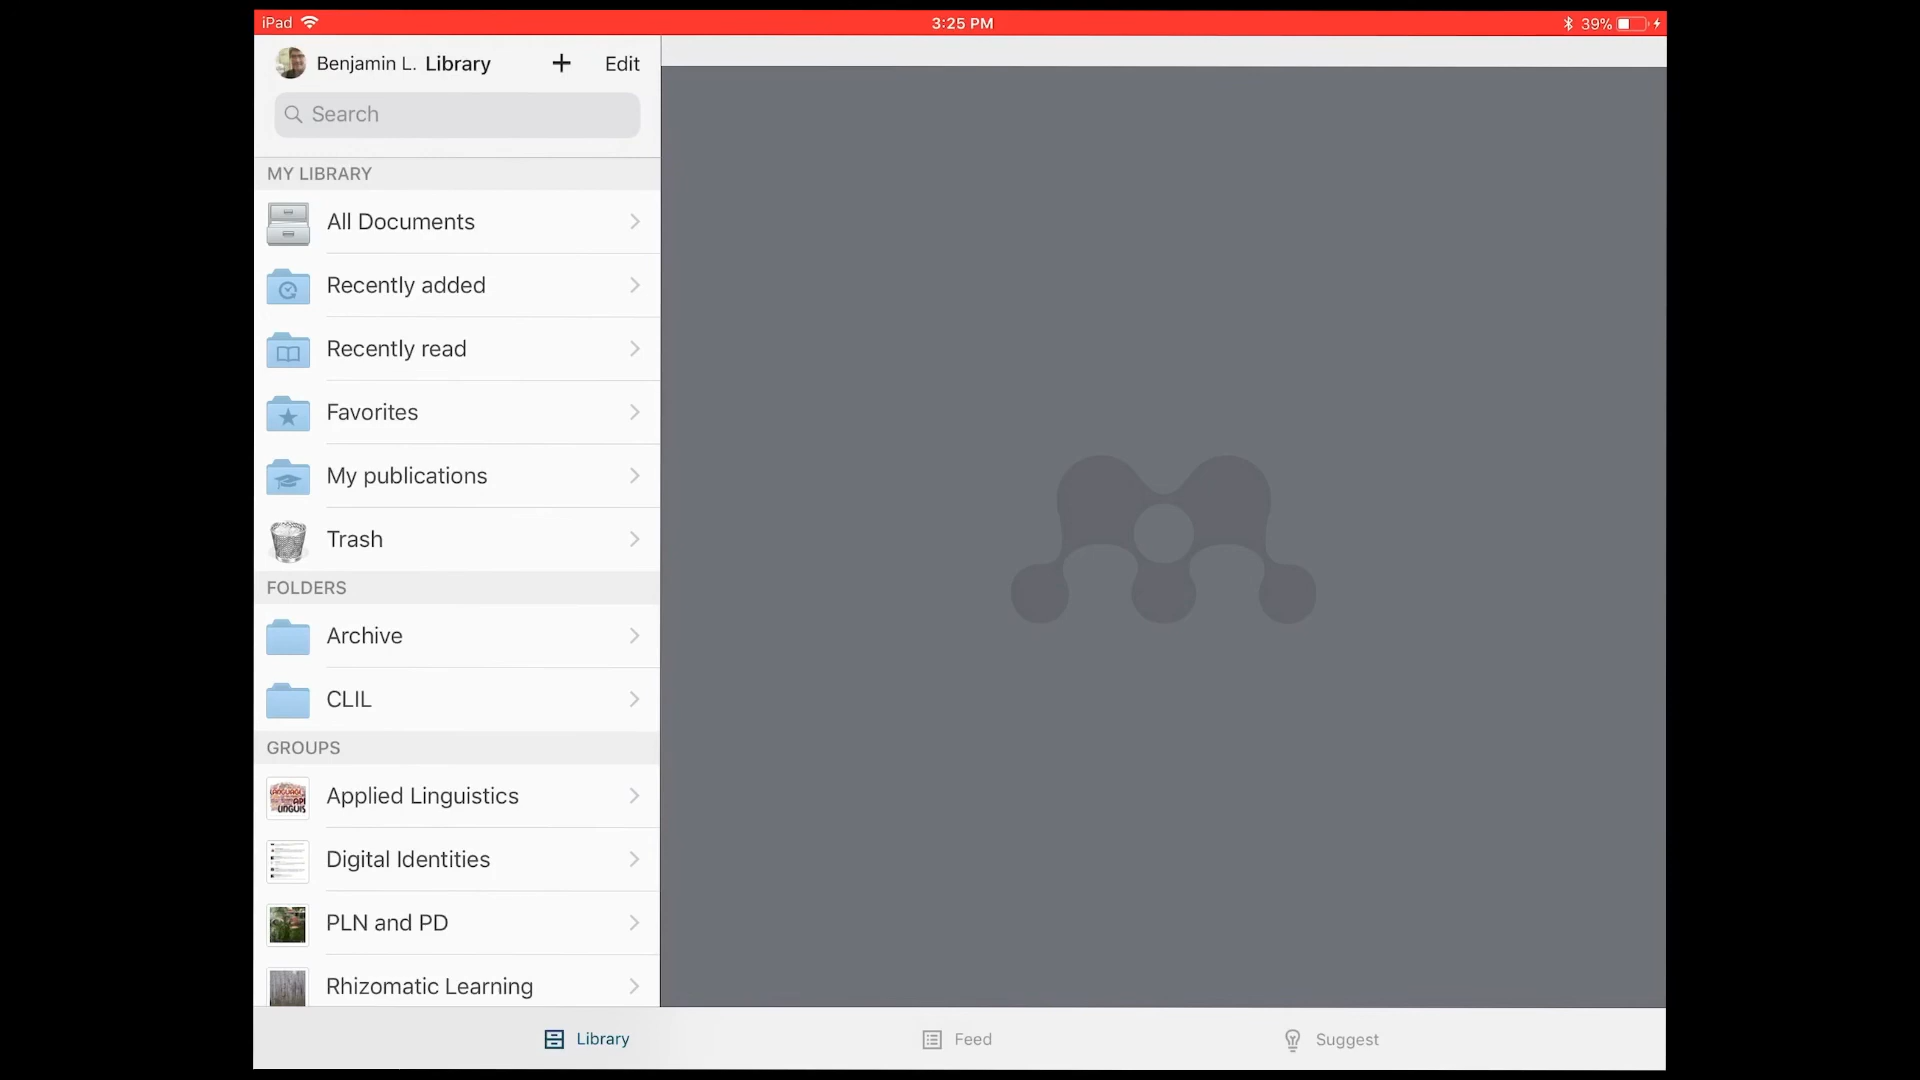 iPad
3:25 PM
39%
Benjamin L. Library
+
Edit
Search
MY LIBRARY
All Documents
Recently added
Recently read
Favorites
My publications
Trash
FOLDERS
Archive
CLIL
GROUPS
Applied Linguistics
Digital Identities
PLN and PD
Rhizomatic Learning
Library
Feed
Suggest